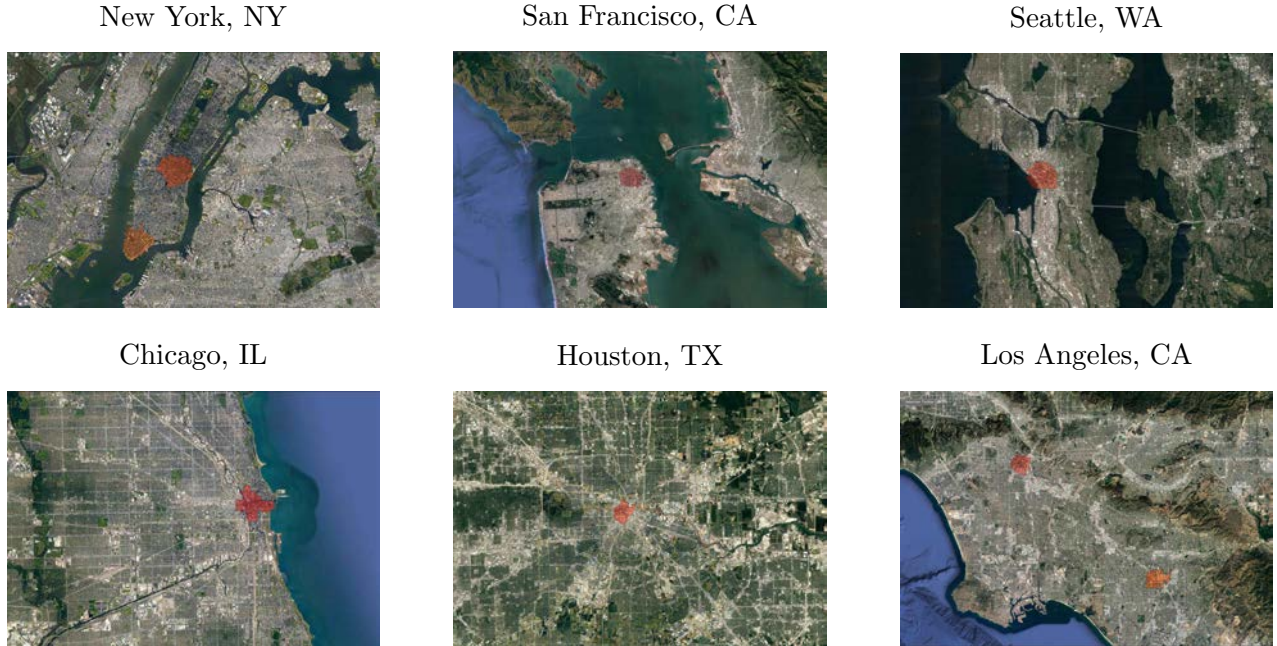 New York, NY
San Francisco, CA
Seattle, WA
Chicago, IL
Houston, TX
Los Angeles, CA